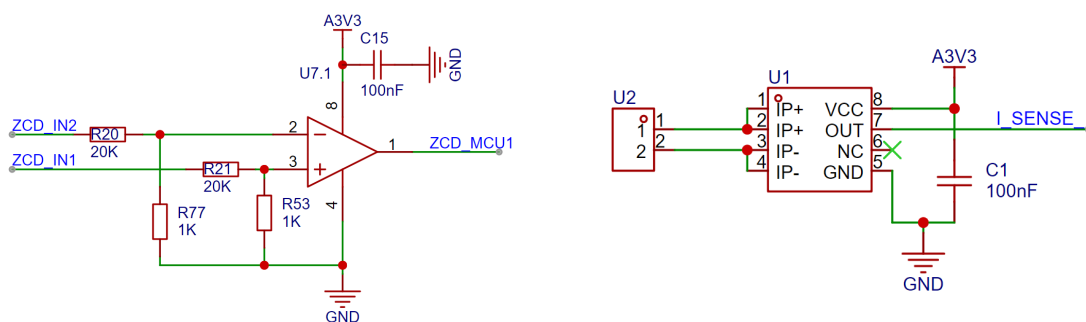 A3V3
C15
U7.1
100nF
GND
8
ZCD_IN2
R20
20K
2
ZCD_IN1
R21
20K
3
1
ZCD_MCU1
R77
1K
R53
1K
4
GND
A3V3
U1
U2
1
1
2
2
1
IP+
VCC
8
2
IP+
OUT
7
I_SENSE_
3
IP-
NC
6
4
IP-
GND
5
C1
100nF
GND